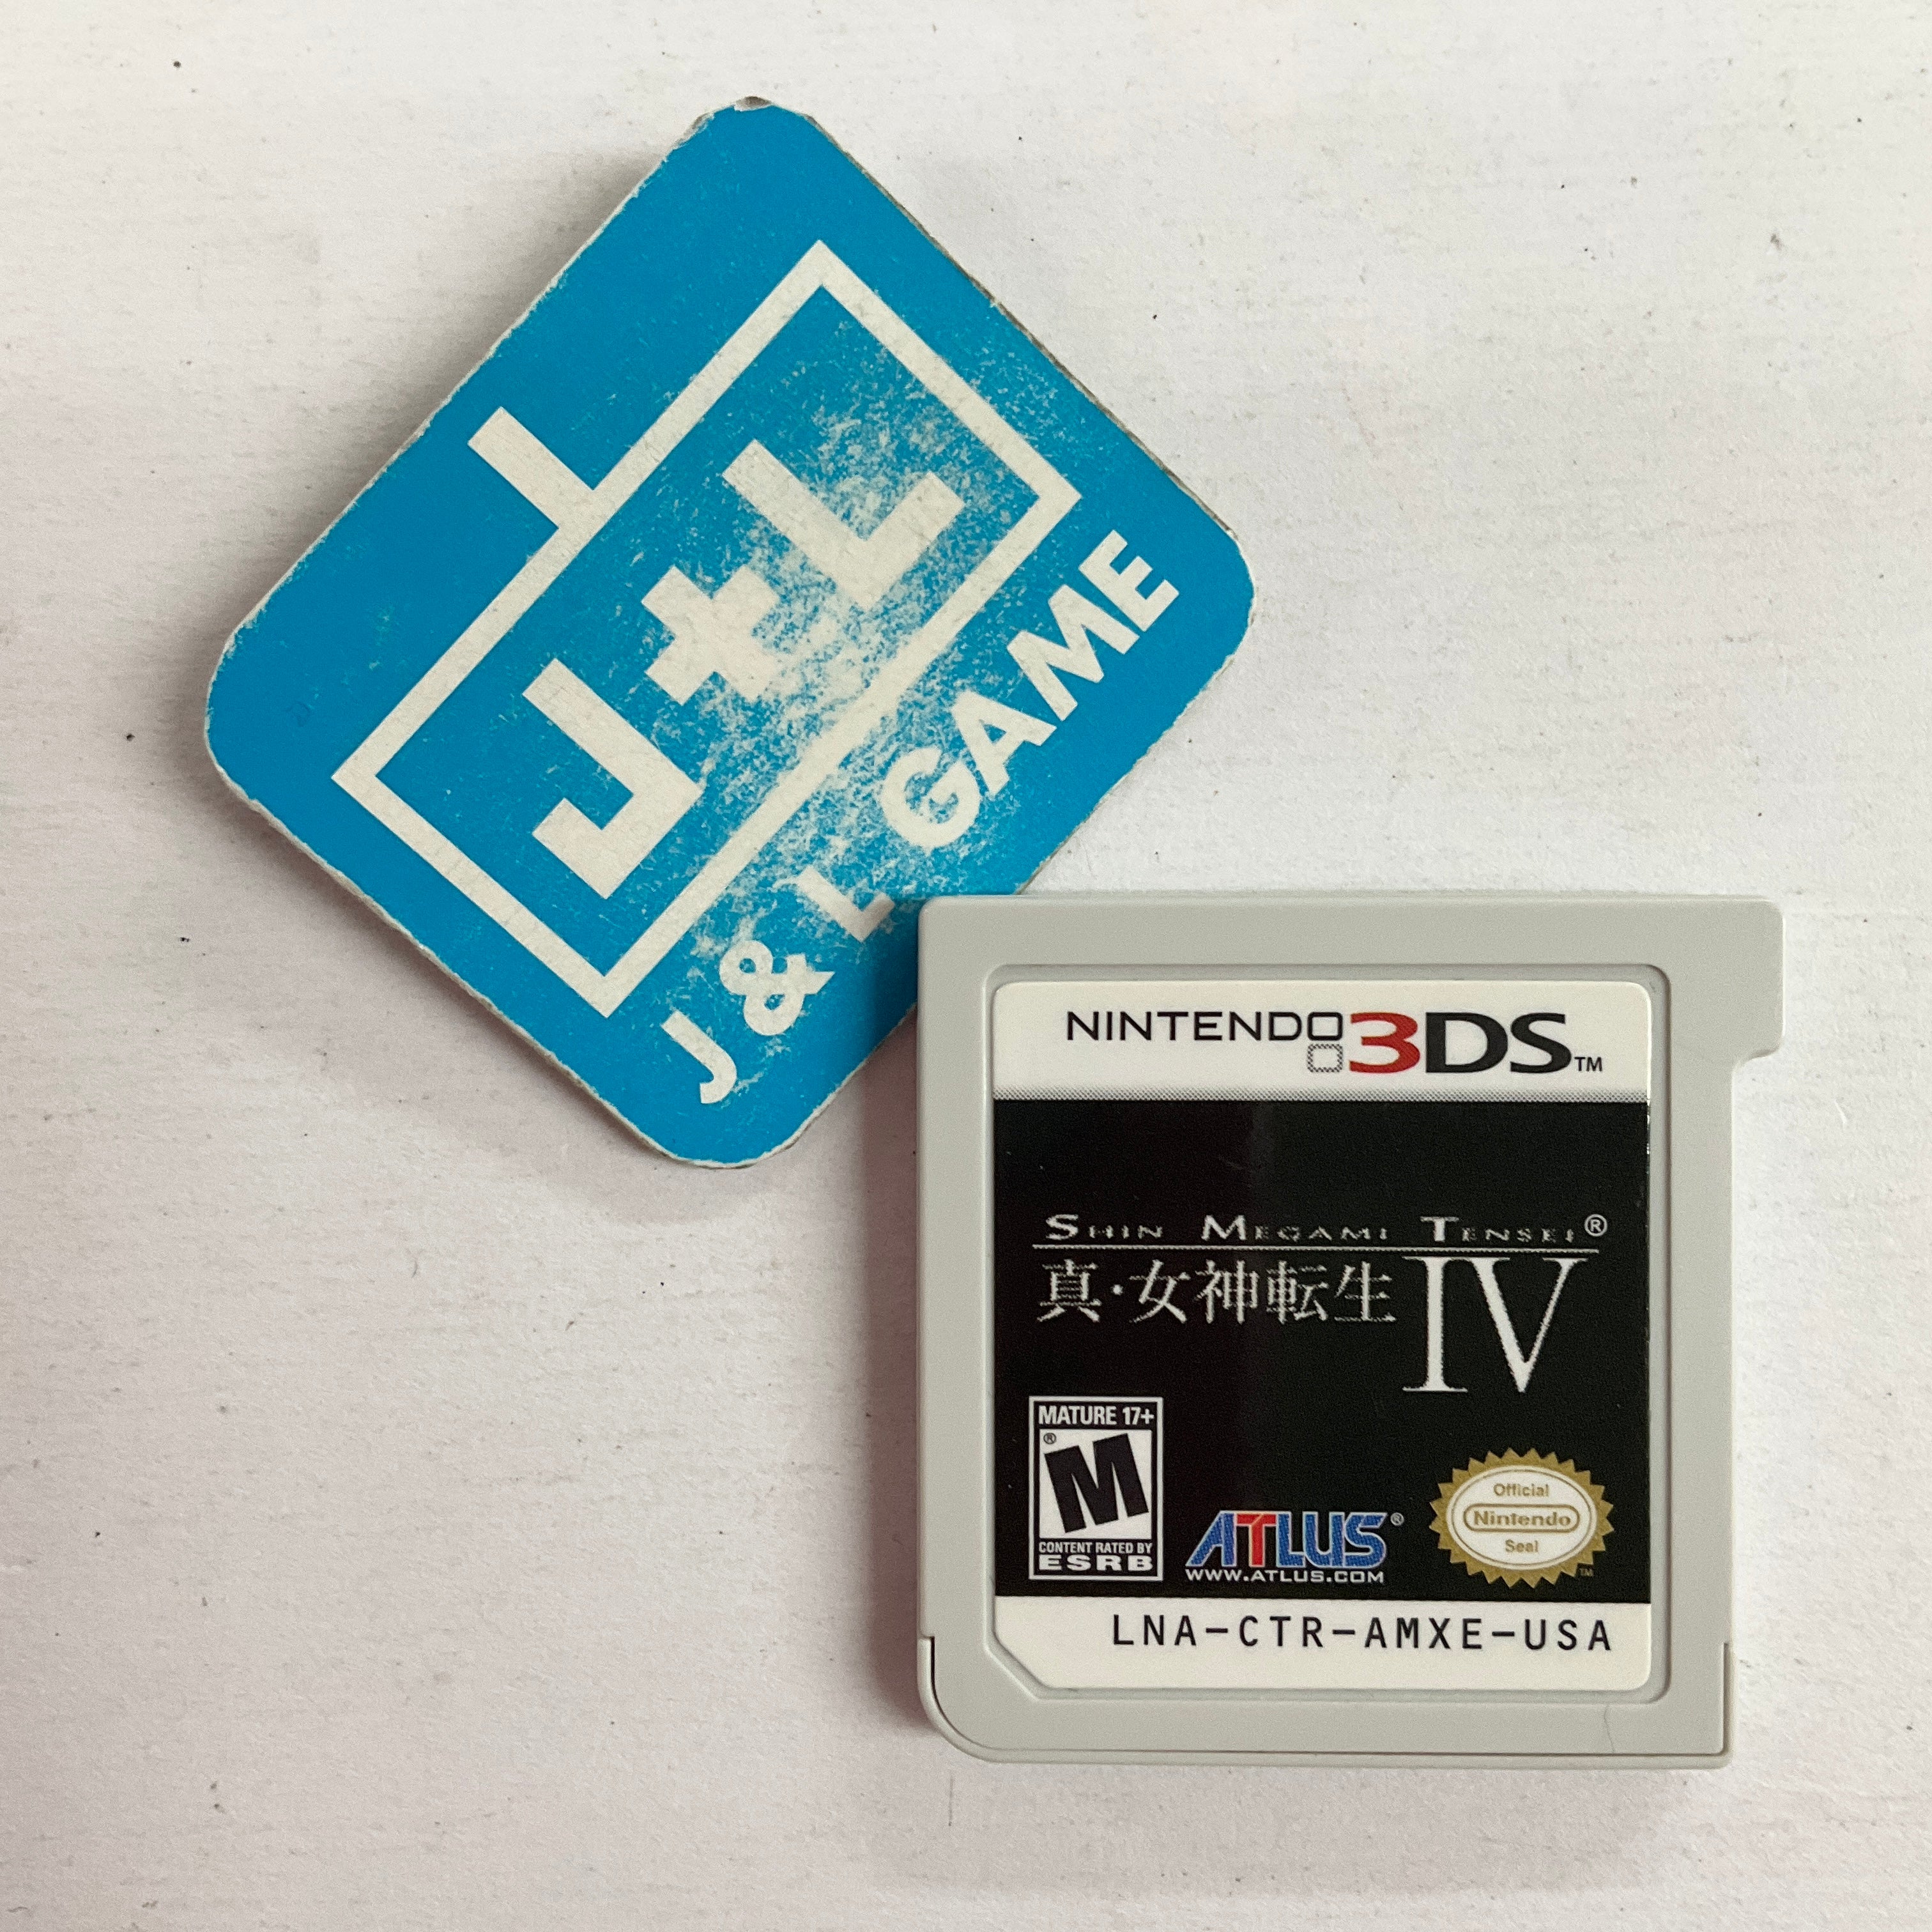 J+L
J & L GAME
NINTENDO 3DS™
SHIN MEGAMI TENSEI®
真・女神転生 IV
MATURE 17+
M®
CONTENT RATED BY
ESRB
ATLUS®
WWW.ATLUS.COM
Official
Nintendo
Seal
™
LNA-CTR-AMXE-USA